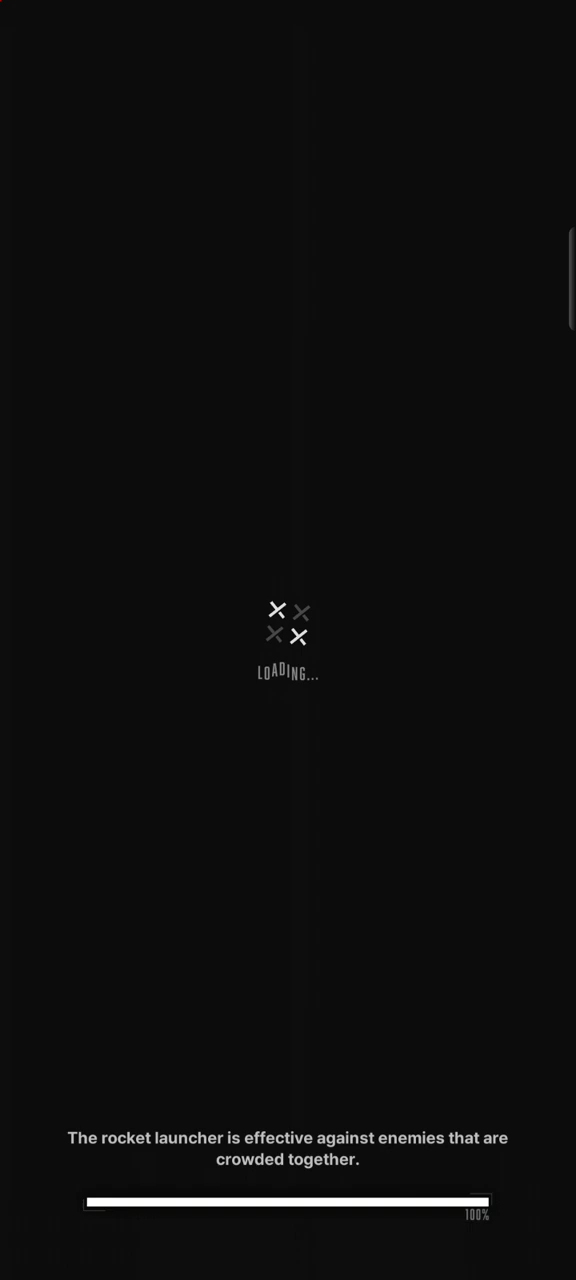 LOADING...
The rocket launcher is effective against enemies that are
crowded together.
100%